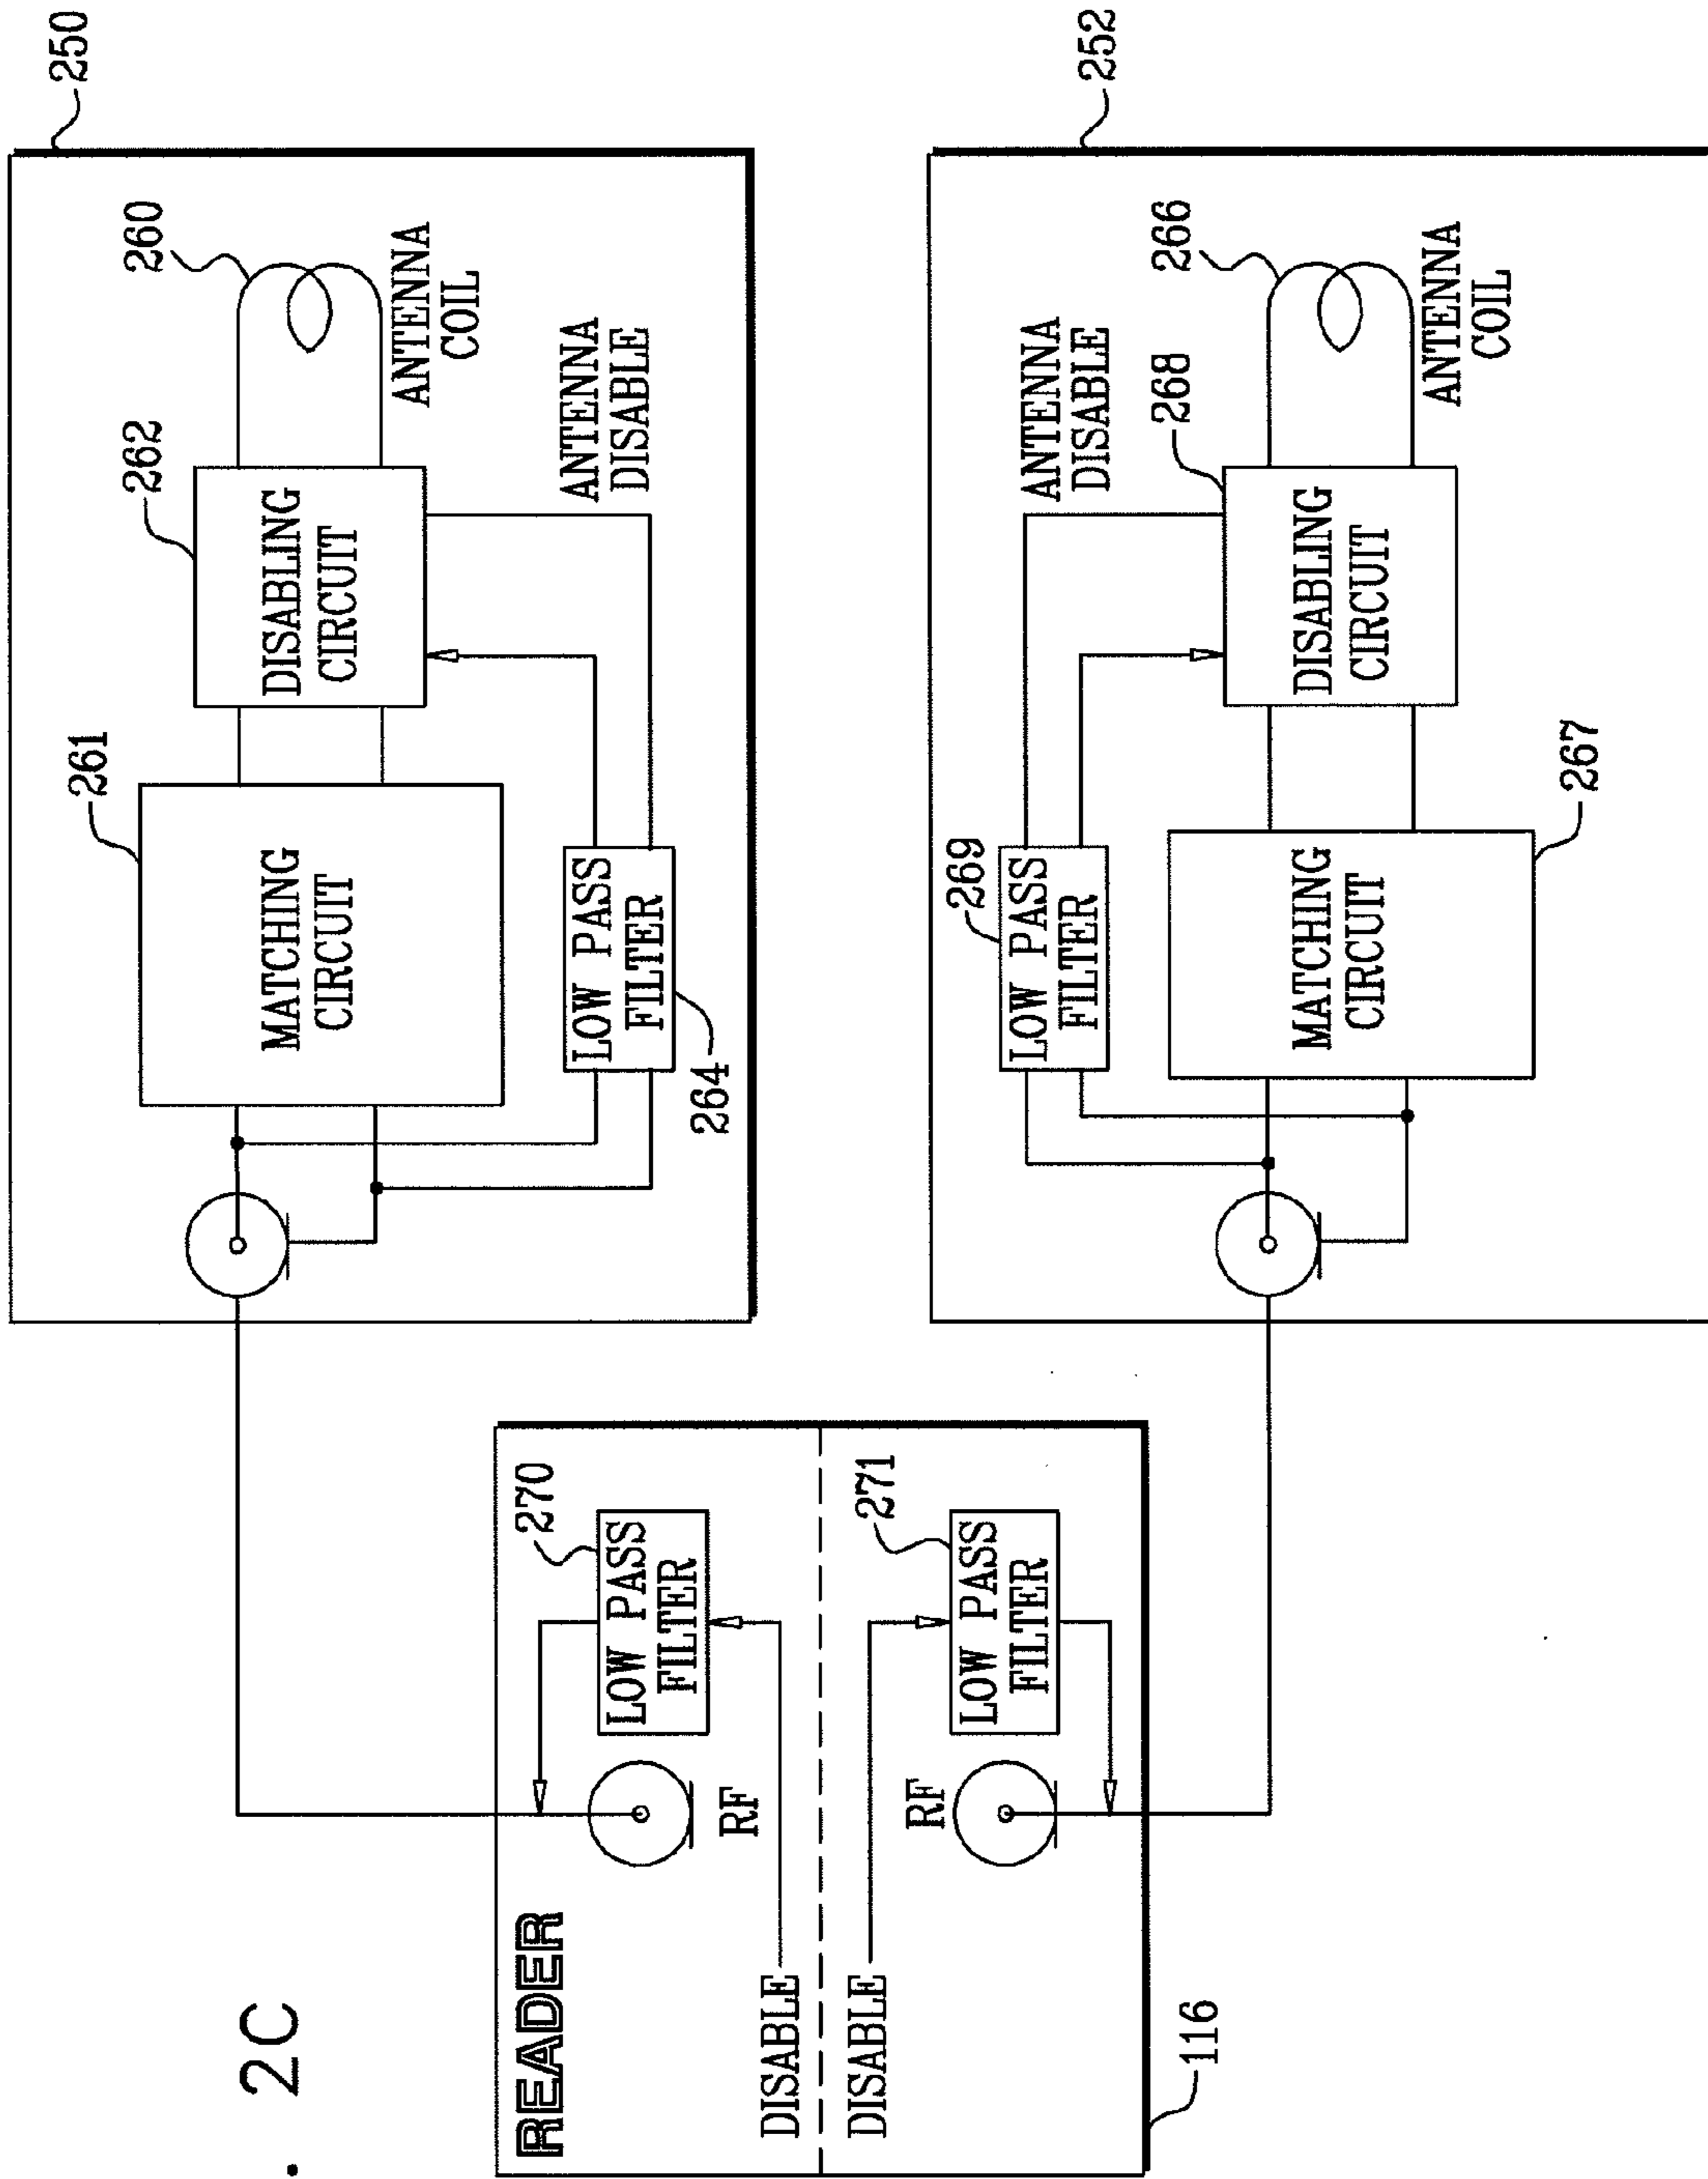 . 2C
READER
DISABLE
DISABLE
RF
RF
LOW PASS
FILTER
270
LOW PASS
FILTER
271
116
250
261
MATCHING
CIRCUIT
262
DISABLING
CIRCUIT
260
ANTENNA
COIL
ANTENNA
DISABLE
LOW PASS
FILTER
264
252
269
LOW PASS
FILTER
ANTENNA
DISABLE
268
DISABLING
CIRCUIT
266
ANTENNA
COIL
MATCHING
CIRCUIT
267